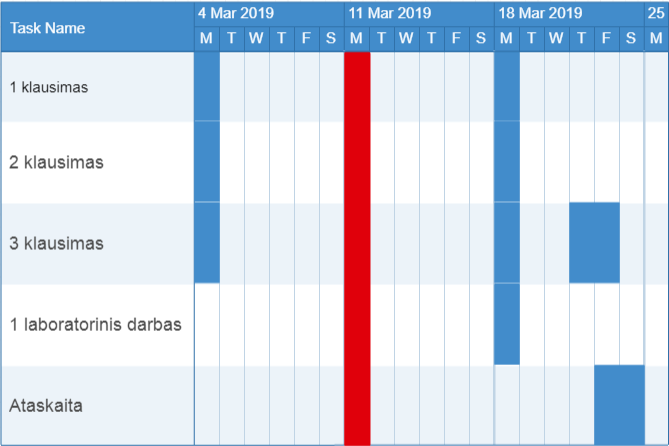 Task Name
4 Mar 2019 11 Mar 2019 18 Mar 2019 25
M T W T F S M T W T F S M T W T F S M
1 klausimas
2 klausimas
3 klausimas
1 laboratorinis darbas
Ataskaita